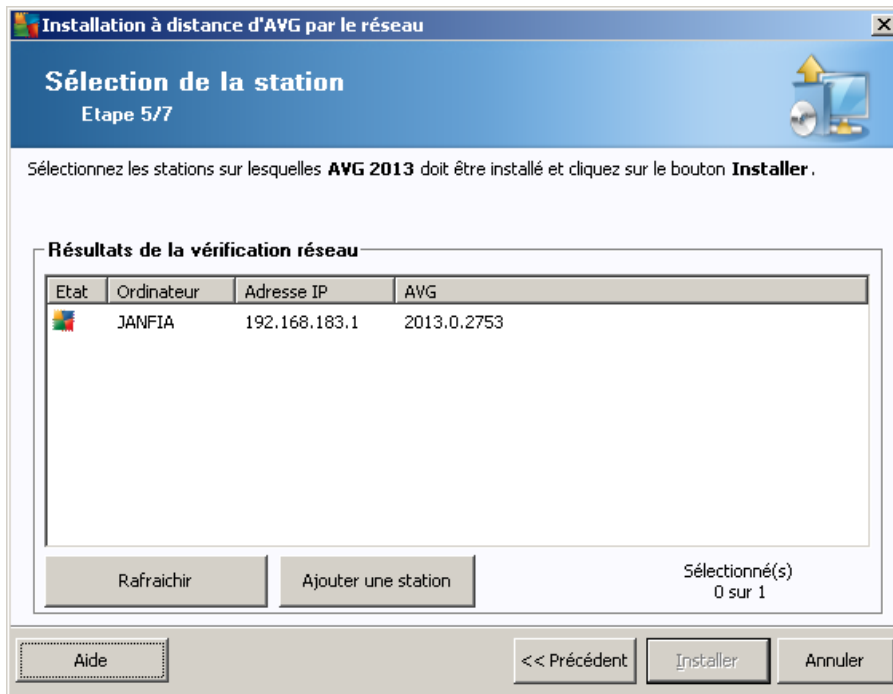 Installation à distance d'AVG par le réseau
Sélection de la station
Etape 5/7
Sélectionnez les stations sur lesquelles AVG 2013 doit être installé et cliquez sur le bouton Installer.
Résultats de la vérification réseau
Etat Ordinateur Adresse IP AVG
JANFIA 192.168.183.1 2013.0.2753
Rafraichir Ajouter une station Sélectionné(s)
0 sur 1
Aide << Précédent Installer Annuler